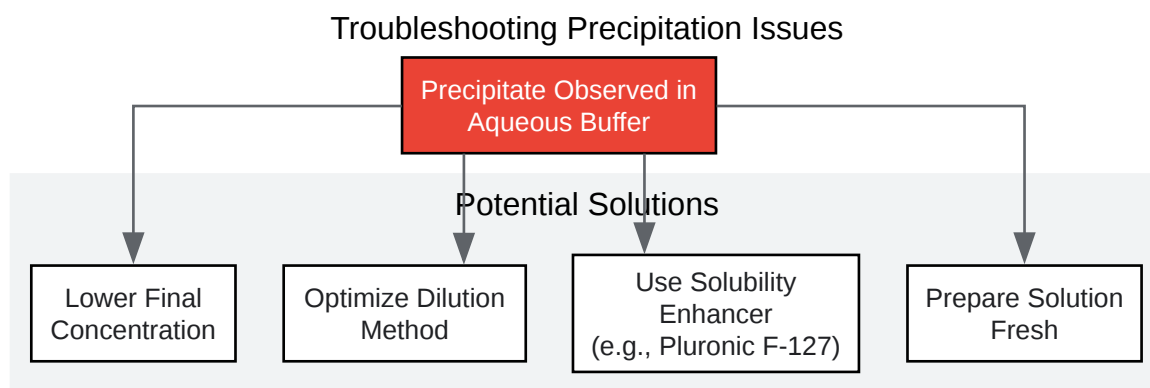 Troubleshooting Precipitation Issues
Precipitate Observed in
Aqueous Buffer
Potential Solutions
Lower Final
Concentration
Optimize Dilution
Method
Use Solubility
Enhancer
(e.g., Pluronic F-127)
Prepare Solution
Fresh